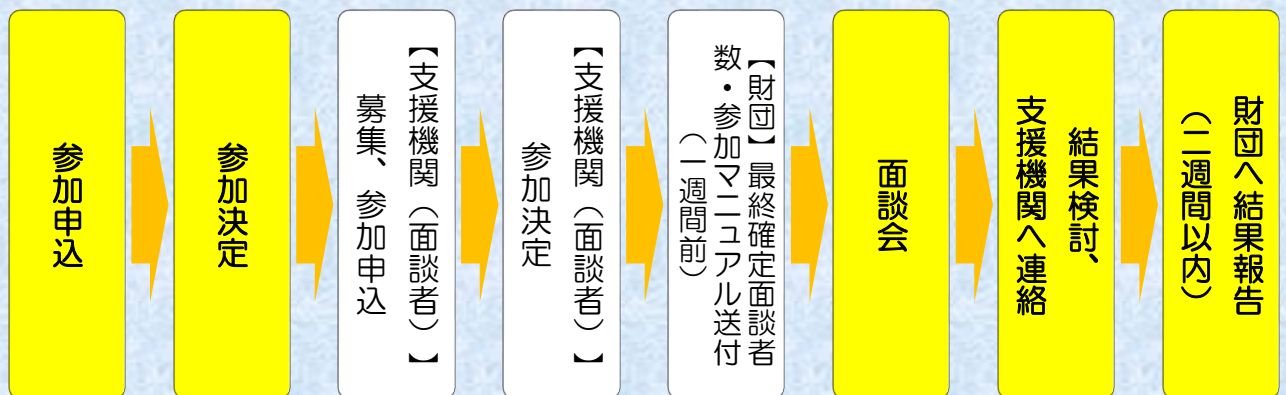 参加申込
参加決定
【支援機関（面談者）】
募集、参加申込
【支援機関（面談者）】
参加決定
【財団】最終確定面談者
数・参加マニュアル送付
（一週間前）
面談会
結果検討、
支援機関へ連絡
財団へ結果報告
（二週間以内）